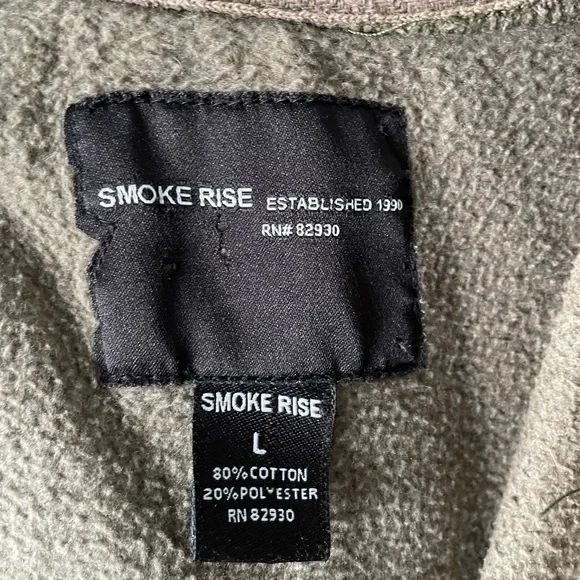 SMOKE RISE ESTABLISHED 1990
RN# 82930
SMOKE RISE
L
80% COTTON
20% POLYESTER
RN 82930